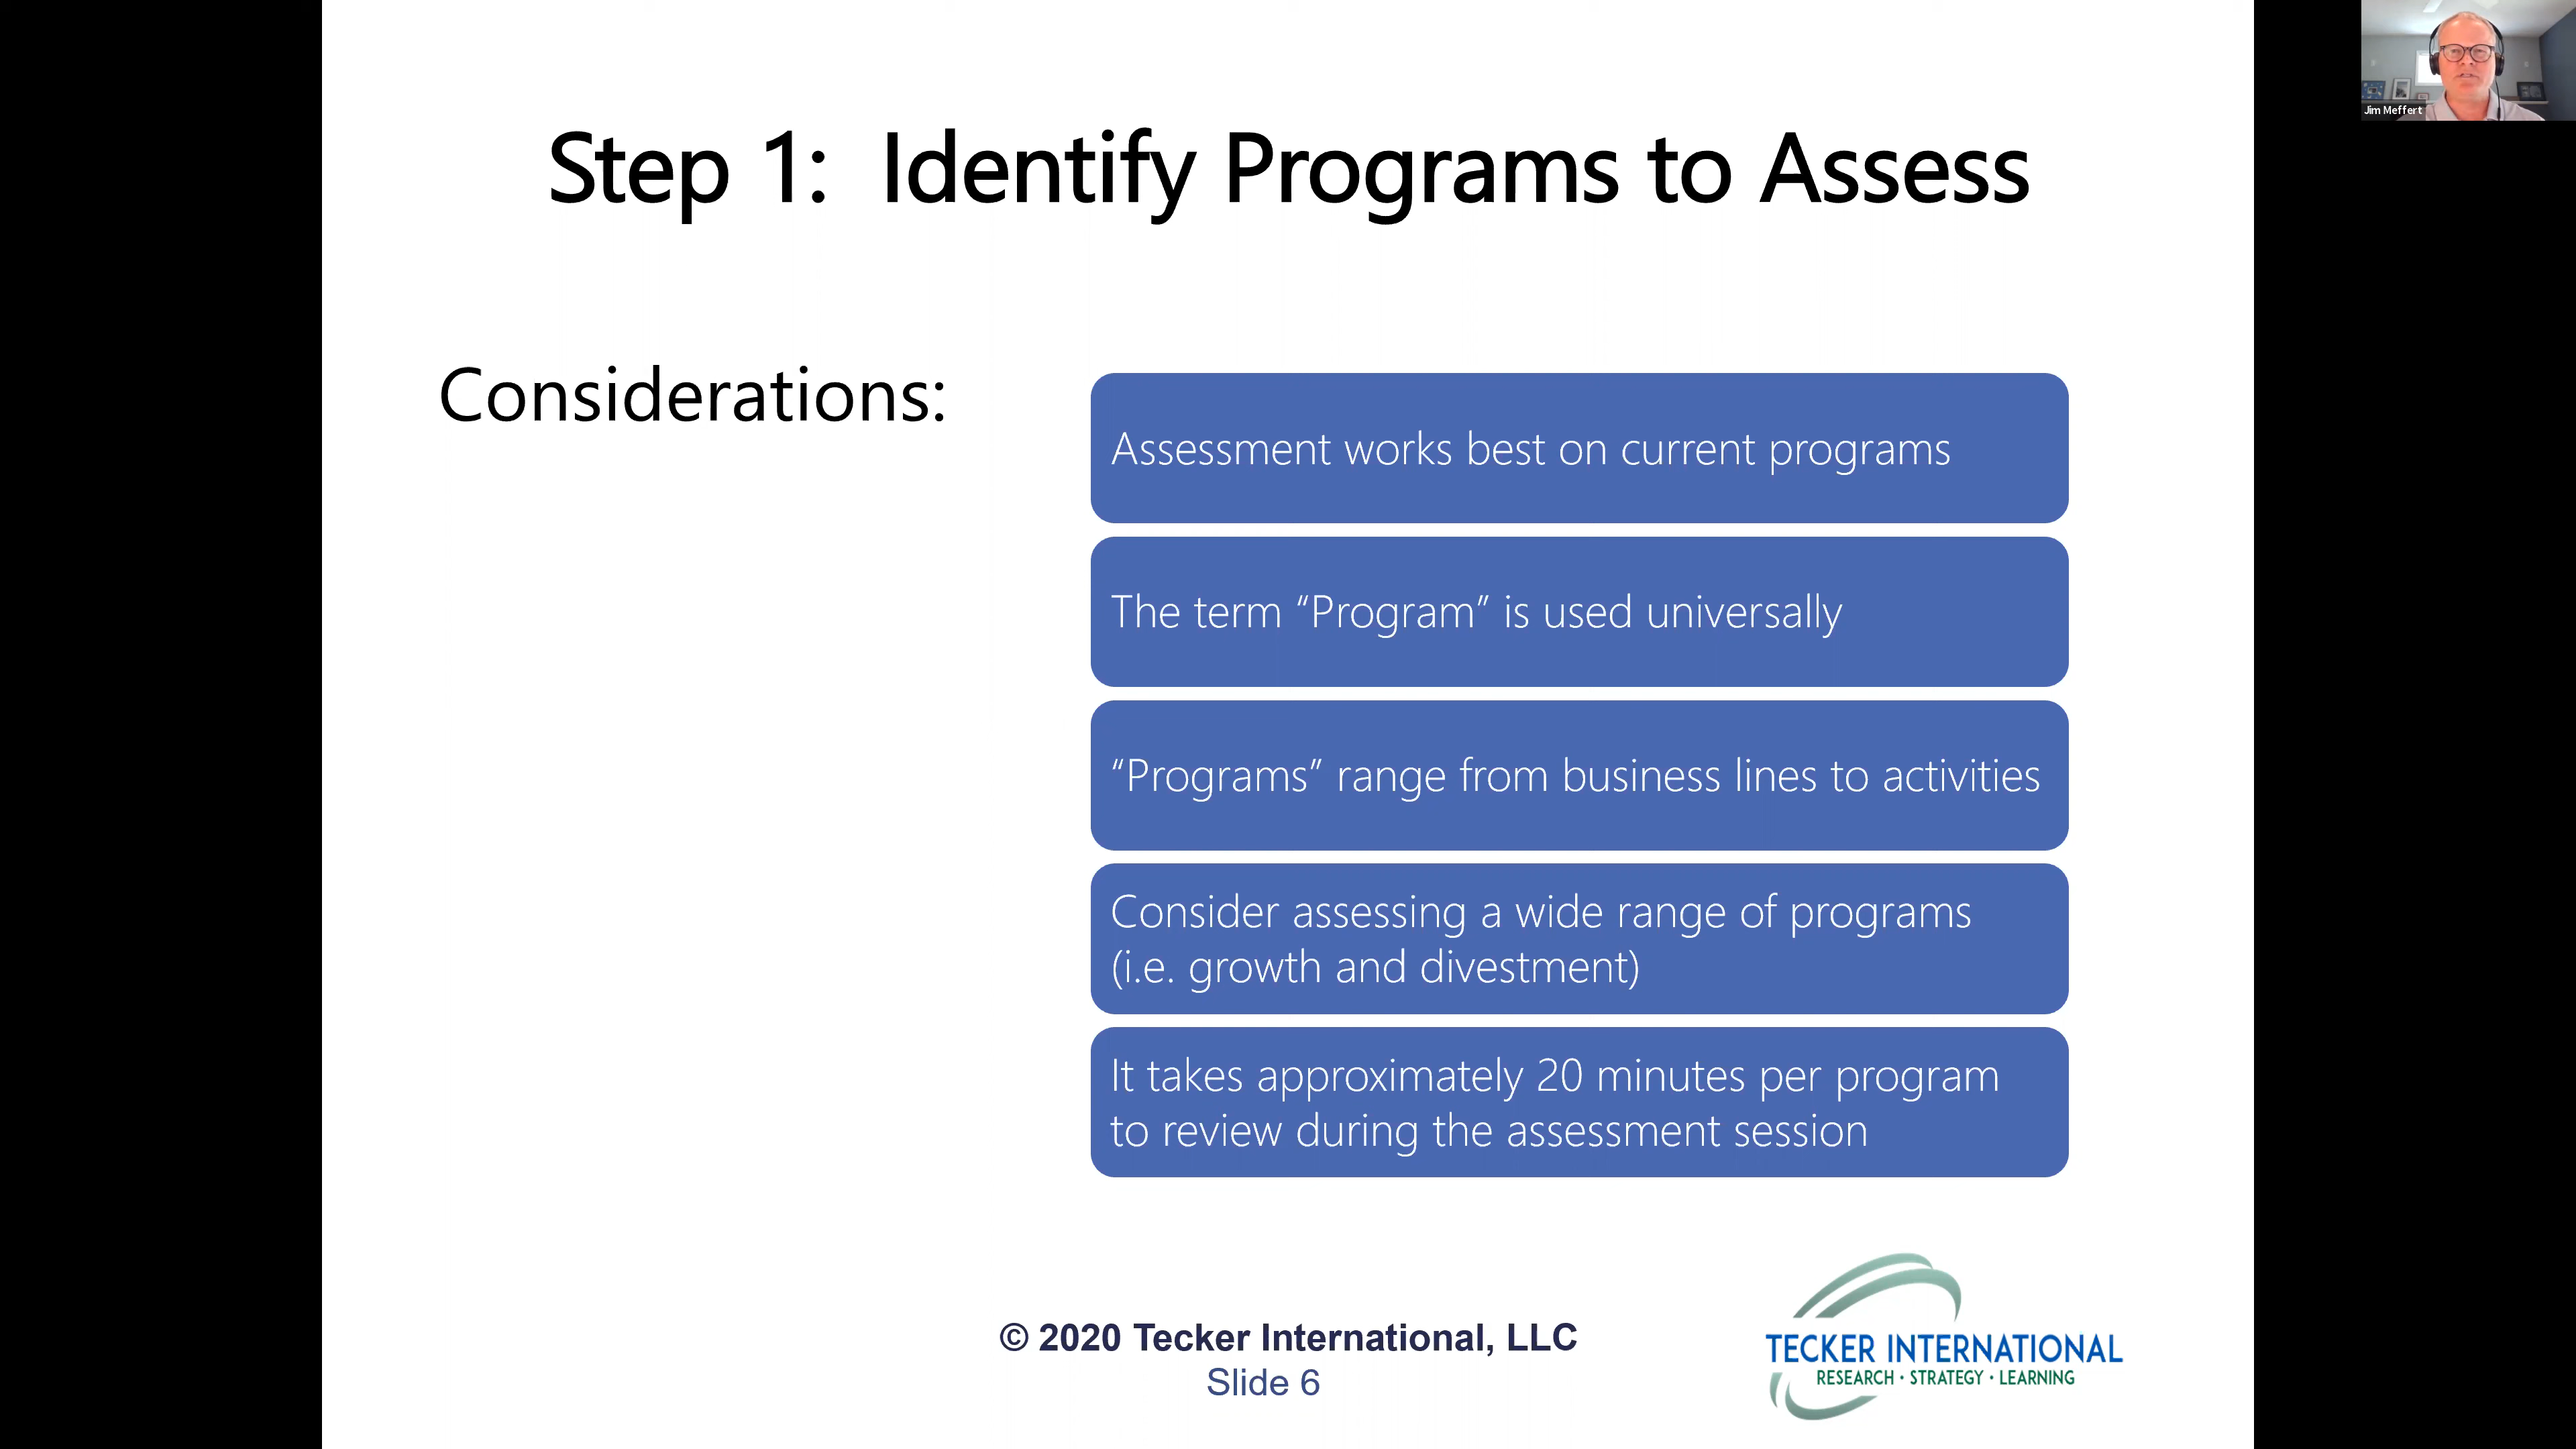 Jim Meffert
Step 1:  Identify Programs to Assess
Considerations:
Assessment works best on current programs
The term “Program” is used universally
“Programs” range from business lines to activities
Consider assessing a wide range of programs
(i.e. growth and divestment)
It takes approximately 20 minutes per program
to review during the assessment session
© 2020 Tecker International, LLC
Slide 6
TECKER INTERNATIONAL
RESEARCH · STRATEGY · LEARNING